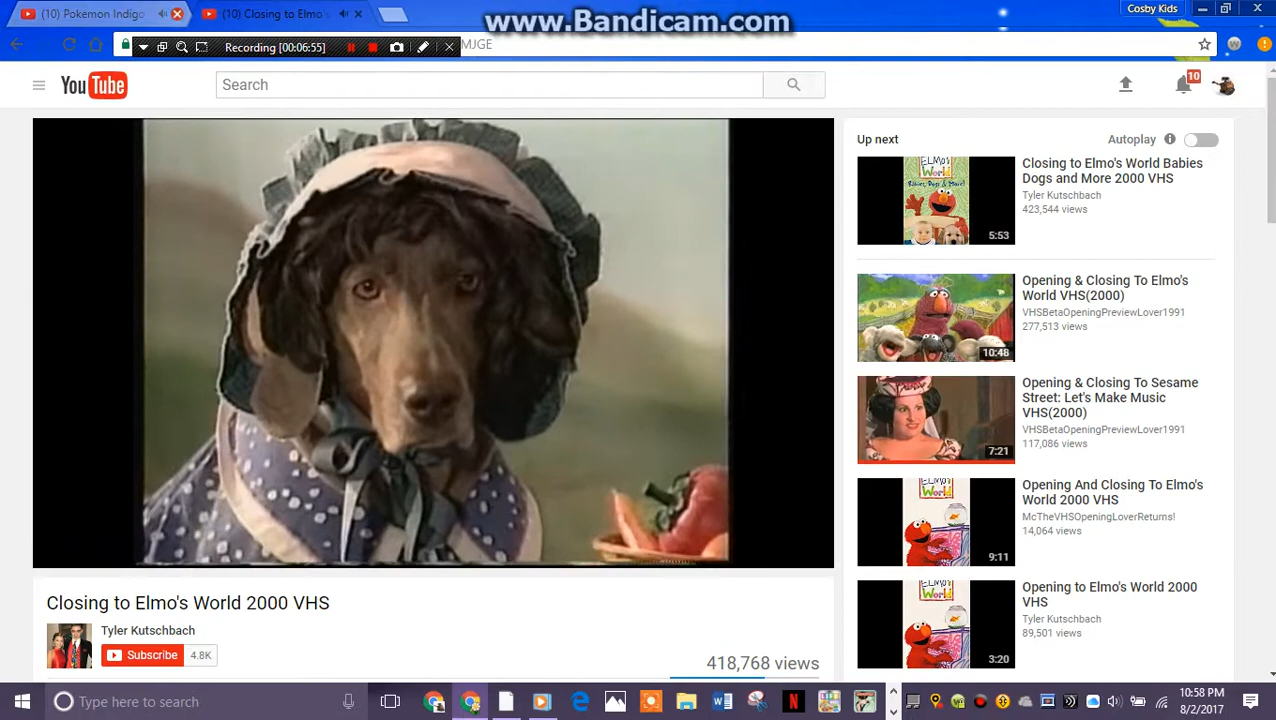 www.Bandicam.com
(10) Pokemon Indigo
(10) Closing to Elmo's
Cosby Kids
Recording [00:06:55]
MJGE
YouTube
Search
10
Up next
Autoplay
Closing to Elmo's World Babies
Dogs and More 2000 VHS
Tyler Kutschbach
423,544 views
5:53
Opening & Closing To Elmo's
World VHS(2000)
VHSBetaOpeningPreviewLover1991
277,513 views
10:48
Opening & Closing To Sesame
Street: Let's Make Music
VHS(2000)
VHSBetaOpeningPreviewLover1991
117,086 views
7:21
Opening And Closing To Elmo's
World 2000 VHS
McTheVHSOpeningLoverReturns!
14,064 views
9:11
Opening to Elmo's World 2000
VHS
Tyler Kutschbach
89,501 views
3:20
Closing to Elmo's World 2000 VHS
Tyler Kutschbach
Subscribe
4.8K
418,768 views
Type here to search
10:58 PM
8/2/2017